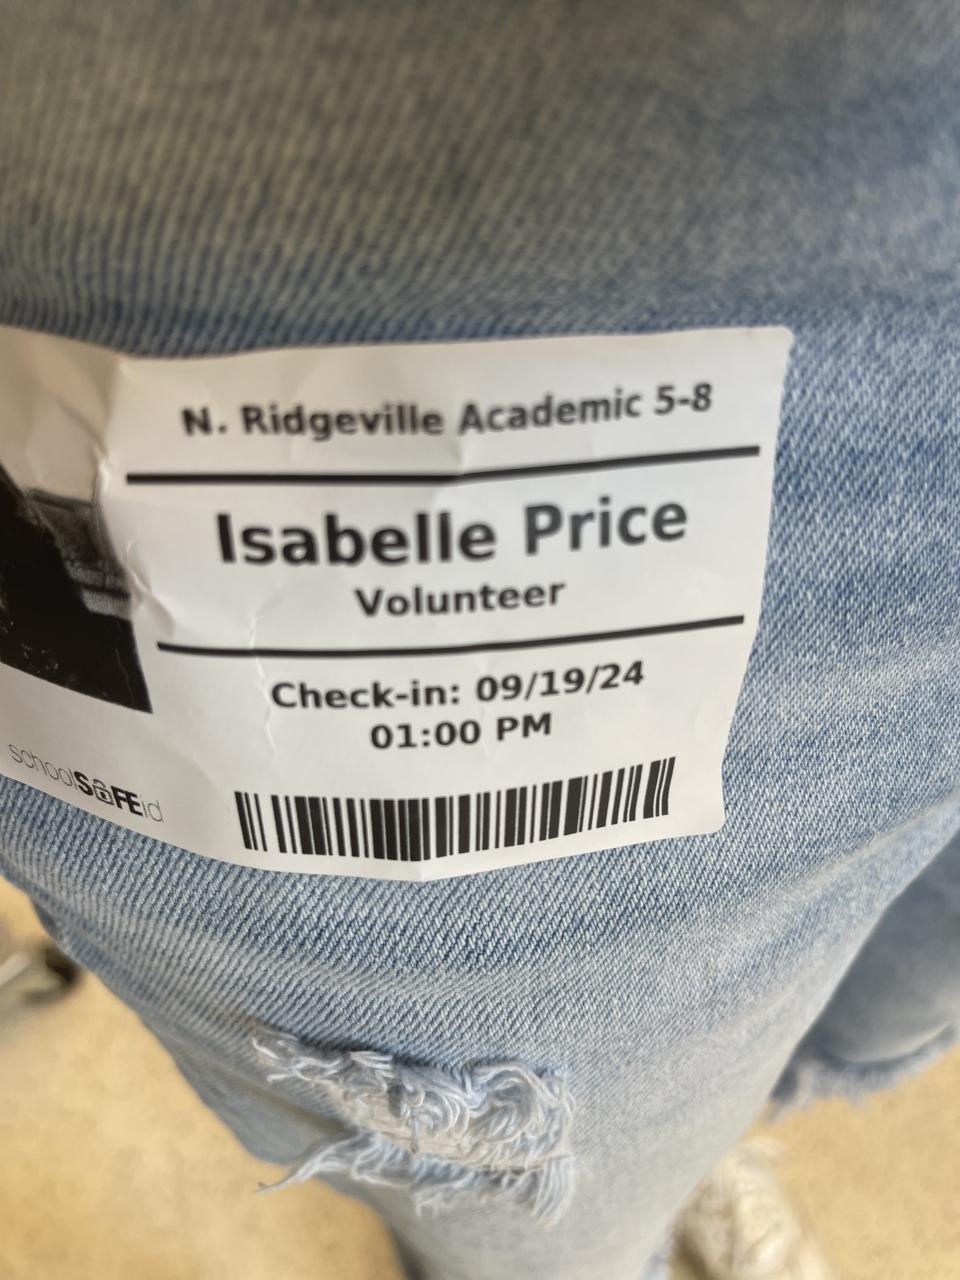 N. Ridgeville Academic 5-8
Isabelle Price
Volunteer
Check-in: 09/19/24
01:00 PM
schoolSAFEid